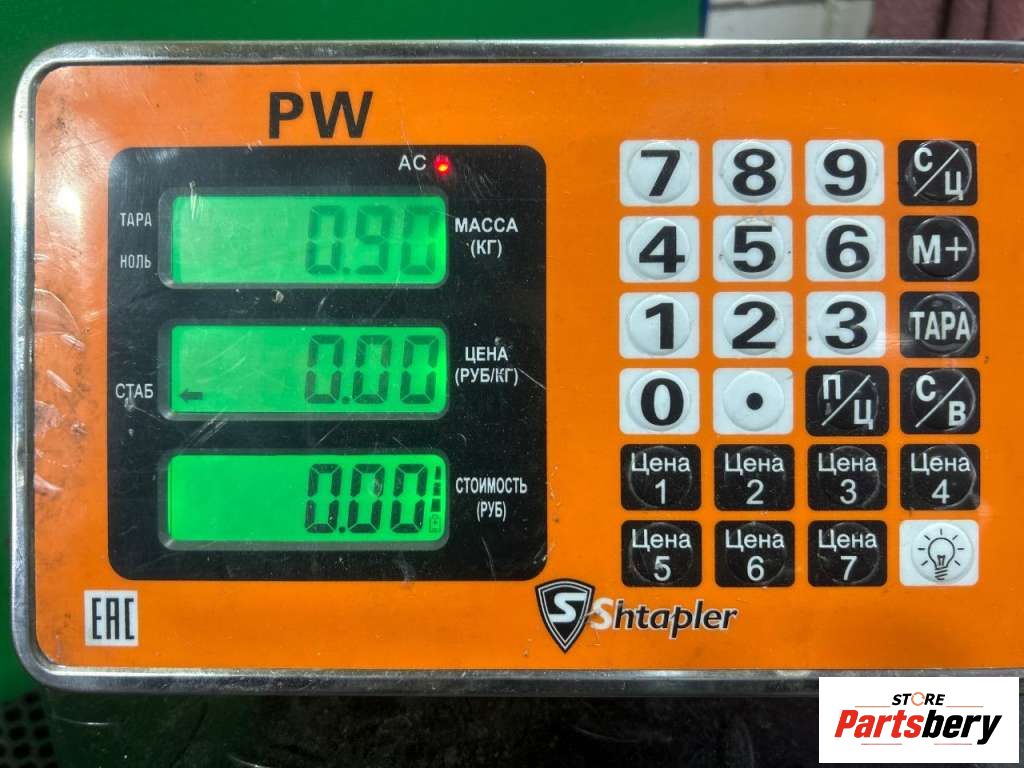 PW
AC
ТАРА
НОЛЬ
0.90
МАССА
(КГ)
СТАБ
0.00
ЦЕНА
(РУБ/КГ)
0.00
СТОИМОСТЬ
(РУБ)
7 8 9 С/Ц
4 5 6 М+
1 2 3 ТАРА
0 . П/Ц С/В
Цена 1
Цена 2
Цена 3
Цена 4
Цена 5
Цена 6
Цена 7
EAC
S Shtapler
STORE
Partsbery